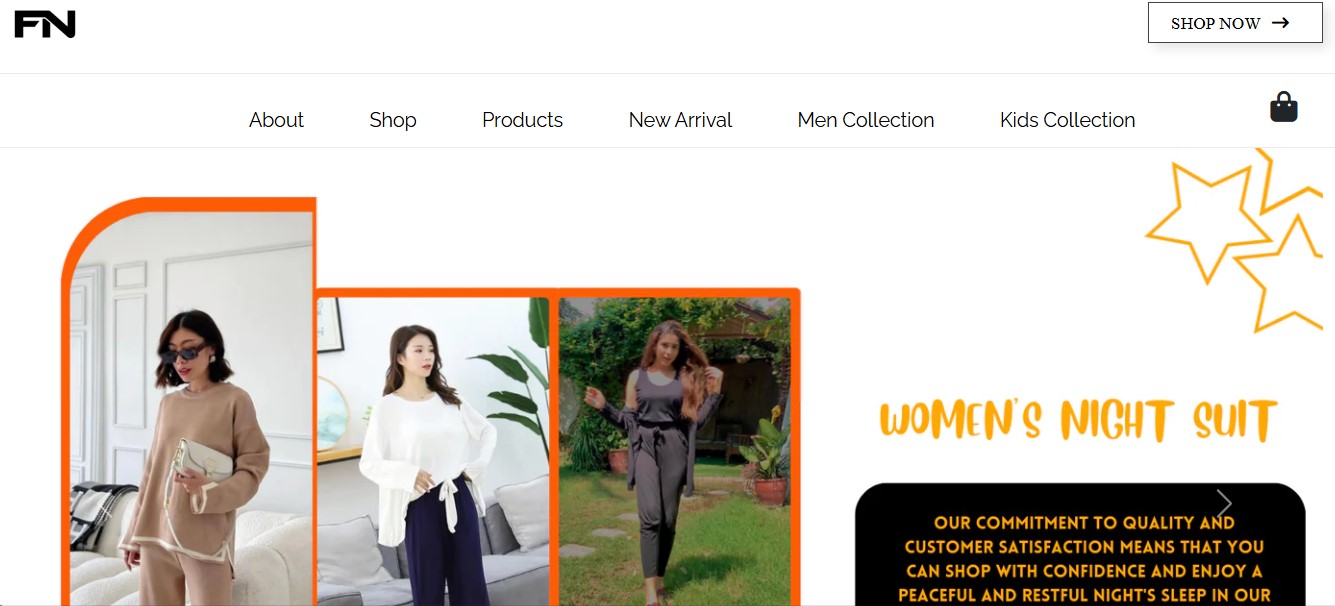 FN
SHOP NOW
About Shop Products New Arrival Men Collection Kids Collection
WOMEN'S NIGHT SUIT
OUR COMMITMENT TO QUALITY AND
CUSTOMER SATISFACTION MEANS THAT YOU
CAN SHOP WITH CONFIDENCE AND ENJOY A
PEACEFUL AND RESTFUL NIGHT'S SLEEP IN OUR